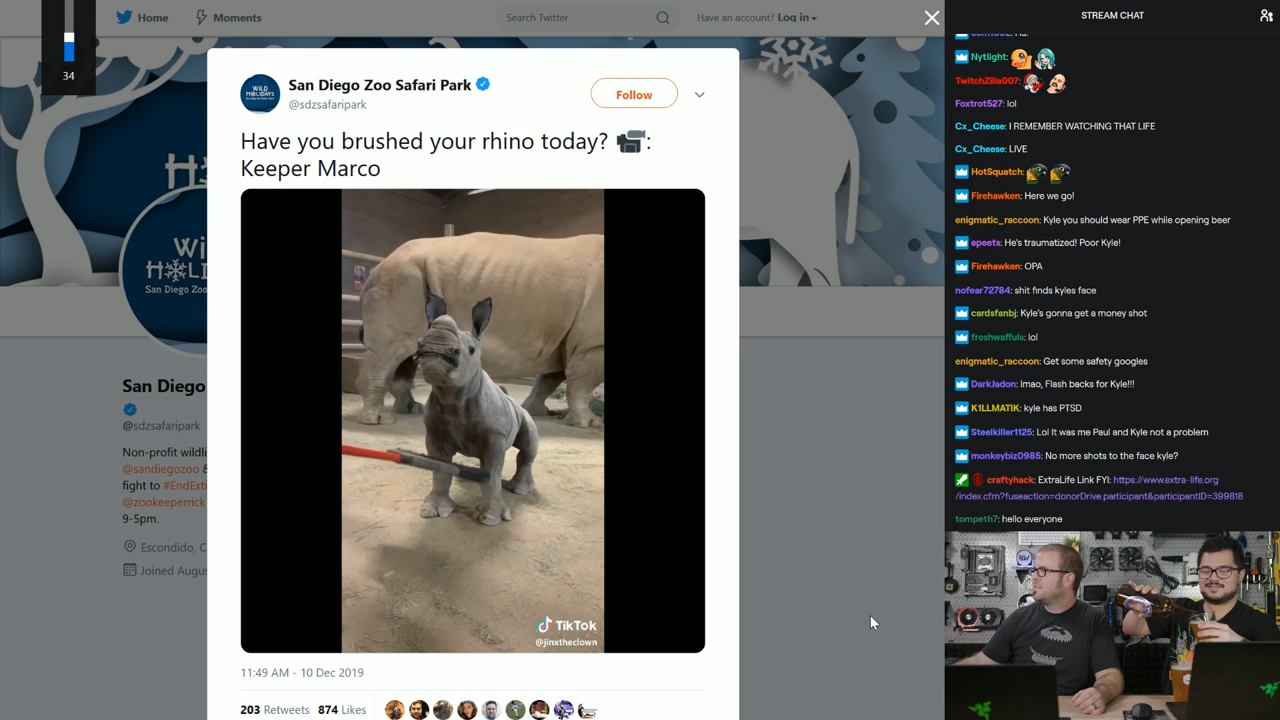 Home
Moments
Search Twitter
Have an account? Log in
34
San Diego Zoo Safari Park
@sdzsafaripark
Follow
Have you brushed your rhino today? 📹:
Keeper Marco
TikTok
@jinxtheclown
11:49 AM - 10 Dec 2019
203 Retweets 874 Likes
WILD
HOLIDAYS
San Diego Zoo
San Diego
@sdzsafaripark
Non-profit wildli
@sandiegozoo &
fight to #EndExti
@zookeeperrick
9-5pm.
Escondido, C
Joined Augu
STREAM CHAT
Nytlight:
TwitchZilla007:
Foxtrot527: lol
Cx_Cheese: I REMEMBER WATCHING THAT LIFE
Cx_Cheese: LIVE
HotSquatch:
Firehawken: Here we go!
enigmatic_raccoon: Kyle you should wear PPE while opening beer
epeets: He's traumatized! Poor Kyle!
Firehawken: OPA
nofear72784: shit finds kyles face
cardsfanbj: Kyle's gonna get a money shot
freshwaffuls: lol
enigmatic_raccoon: Get some safety googles
DarkJadon: lmao, Flash backs for Kyle!!!
K1LLMATIK: kyle has PTSD
Steelkiller1125: Lol It was me Paul and Kyle not a problem
monkeybiz0985: No more shots to the face kyle?
craftyhack: ExtraLife Link FYI: https://www.extra-life.org
/index.cfm?fuseaction=donorDrive.participant&participantID=399818
tompeth7: hello everyone